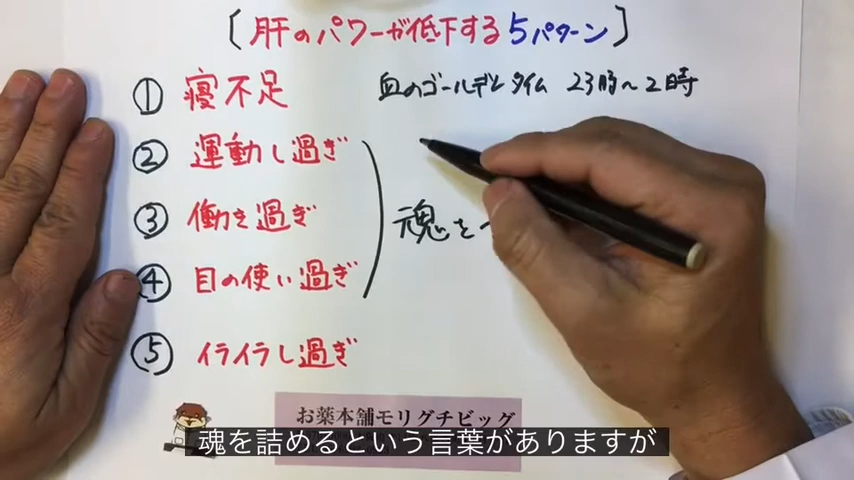 〔肝のパワーが低下する5パターン〕
① 寝不足 血のゴールデンタイム 23時～2時
② 運動し過ぎ
③ 働き過ぎ 魂を
④ 目の使い過ぎ
⑤ イライラし過ぎ
お薬本舗モリグチビッグ
魂を詰めるという言葉がありますが